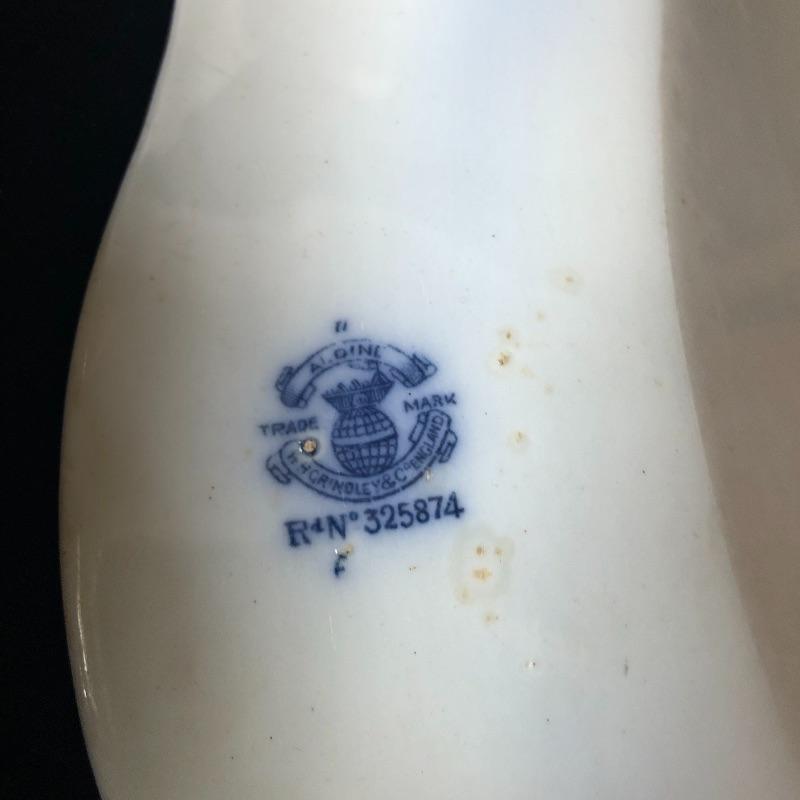 ALDINE
TRADE MARK
W.H. GRINDLEY & Co ENGLAND
Rd No 325874